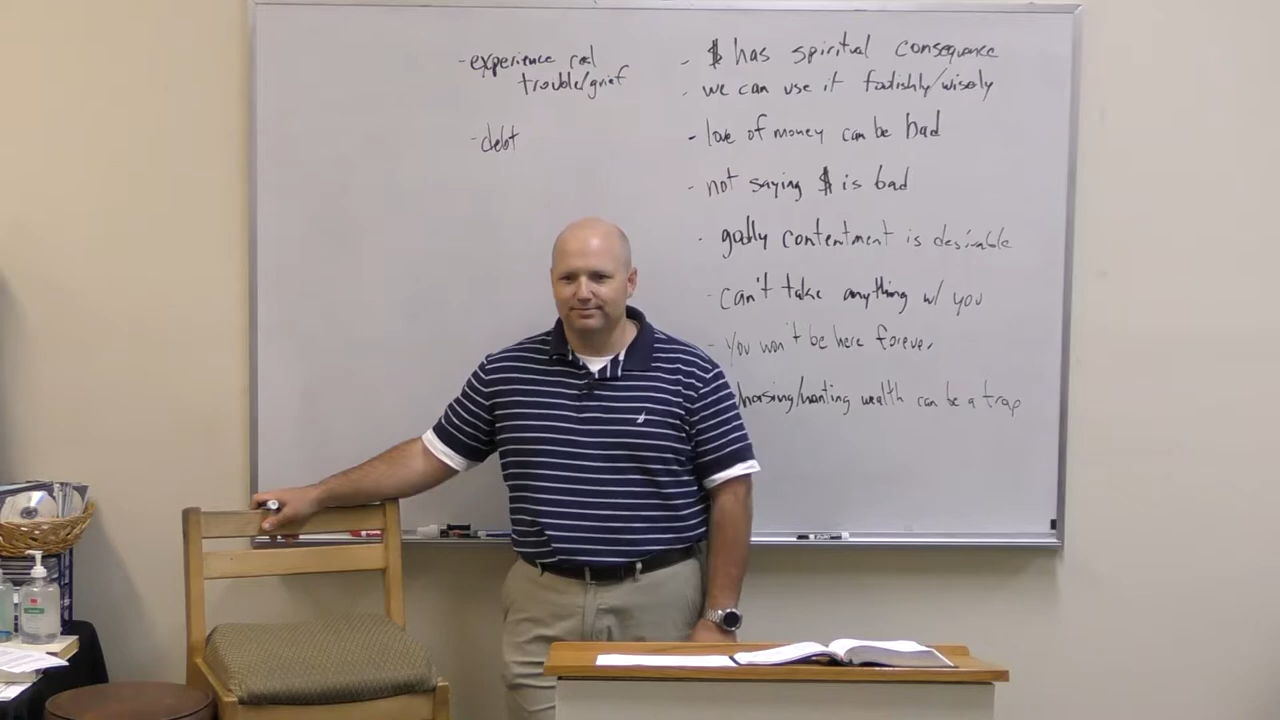 - experience real
trouble/grief
- debt
- $ has spiritual consequence
- we can use it foolishly/wisely
- love of money can be bad
- not saying $ is bad
- godly contentment is desirable
- can't take anything w/ you
- You won't be here forever
/wanting wealth can be a trap